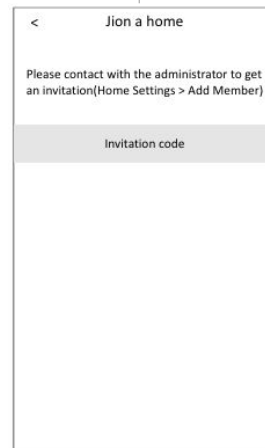 < Jion a home
Please contact with the administrator to get
an invitation(Home Settings > Add Member)
Invitation code